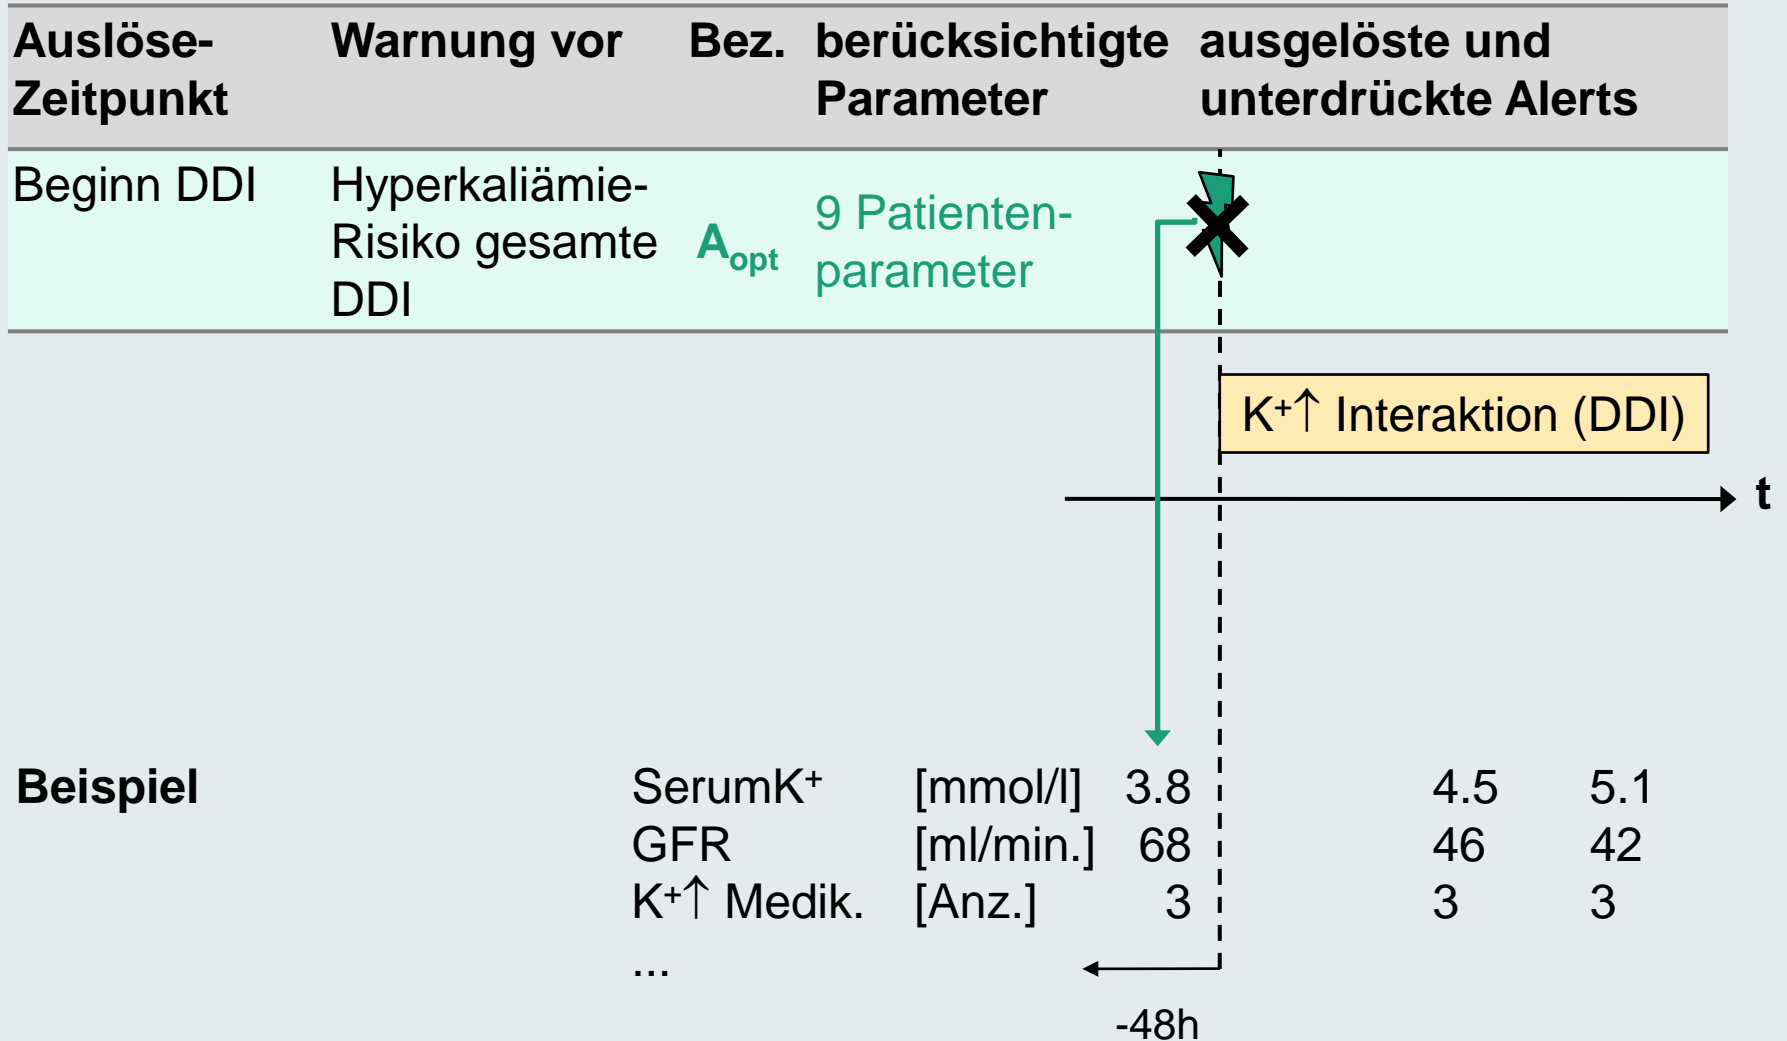 Auslöse- Warnung vor Bez. berücksichtigte ausgelöste und
Zeitpunkt Parameter unterdrückte Alerts
Beginn DDI Hyperkaliämie-
Risiko gesamte
DDI
A_opt
9 Patienten-
parameter
K⁺↑ Interaktion (DDI)
t
Beispiel SerumK⁺ [mmol/l] 3.8 4.5 5.1
GFR [ml/min.] 68 46 42
K⁺↑ Medik. [Anz.] 3 3 3
...
-48h